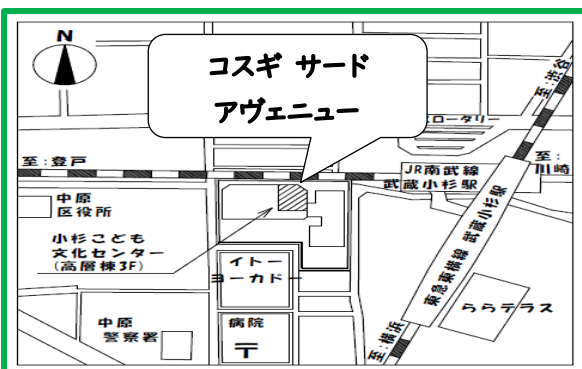 N
コスギ サード
アヴェニュー
ロータリー
至:渋谷
至:登戸
JR南武線
武蔵小杉駅
至:
川崎
中原
区役所
小杉こども
文化センター
(高層棟3F)
イトー
ヨーカドー
東急東横線 武蔵小杉駅
ららテラス
中原
警察署
病院
〒
至:横浜